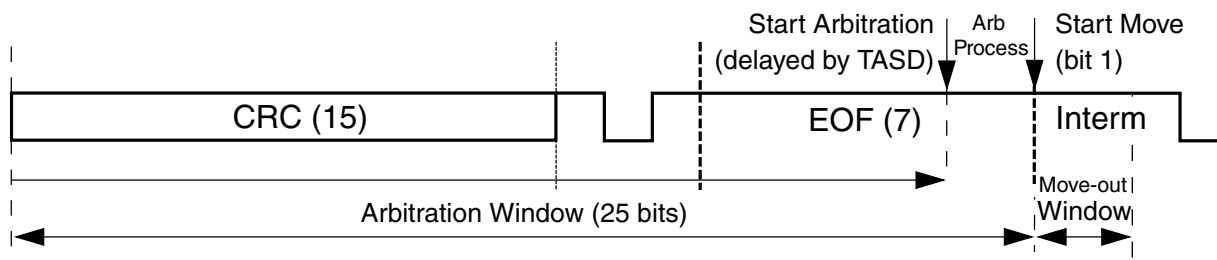 Start Arbitration
(delayed by TASD)
Arb
Process
Start Move
(bit 1)
CRC (15)
EOF (7)
Interm
Move-out
Window
Arbitration Window (25 bits)